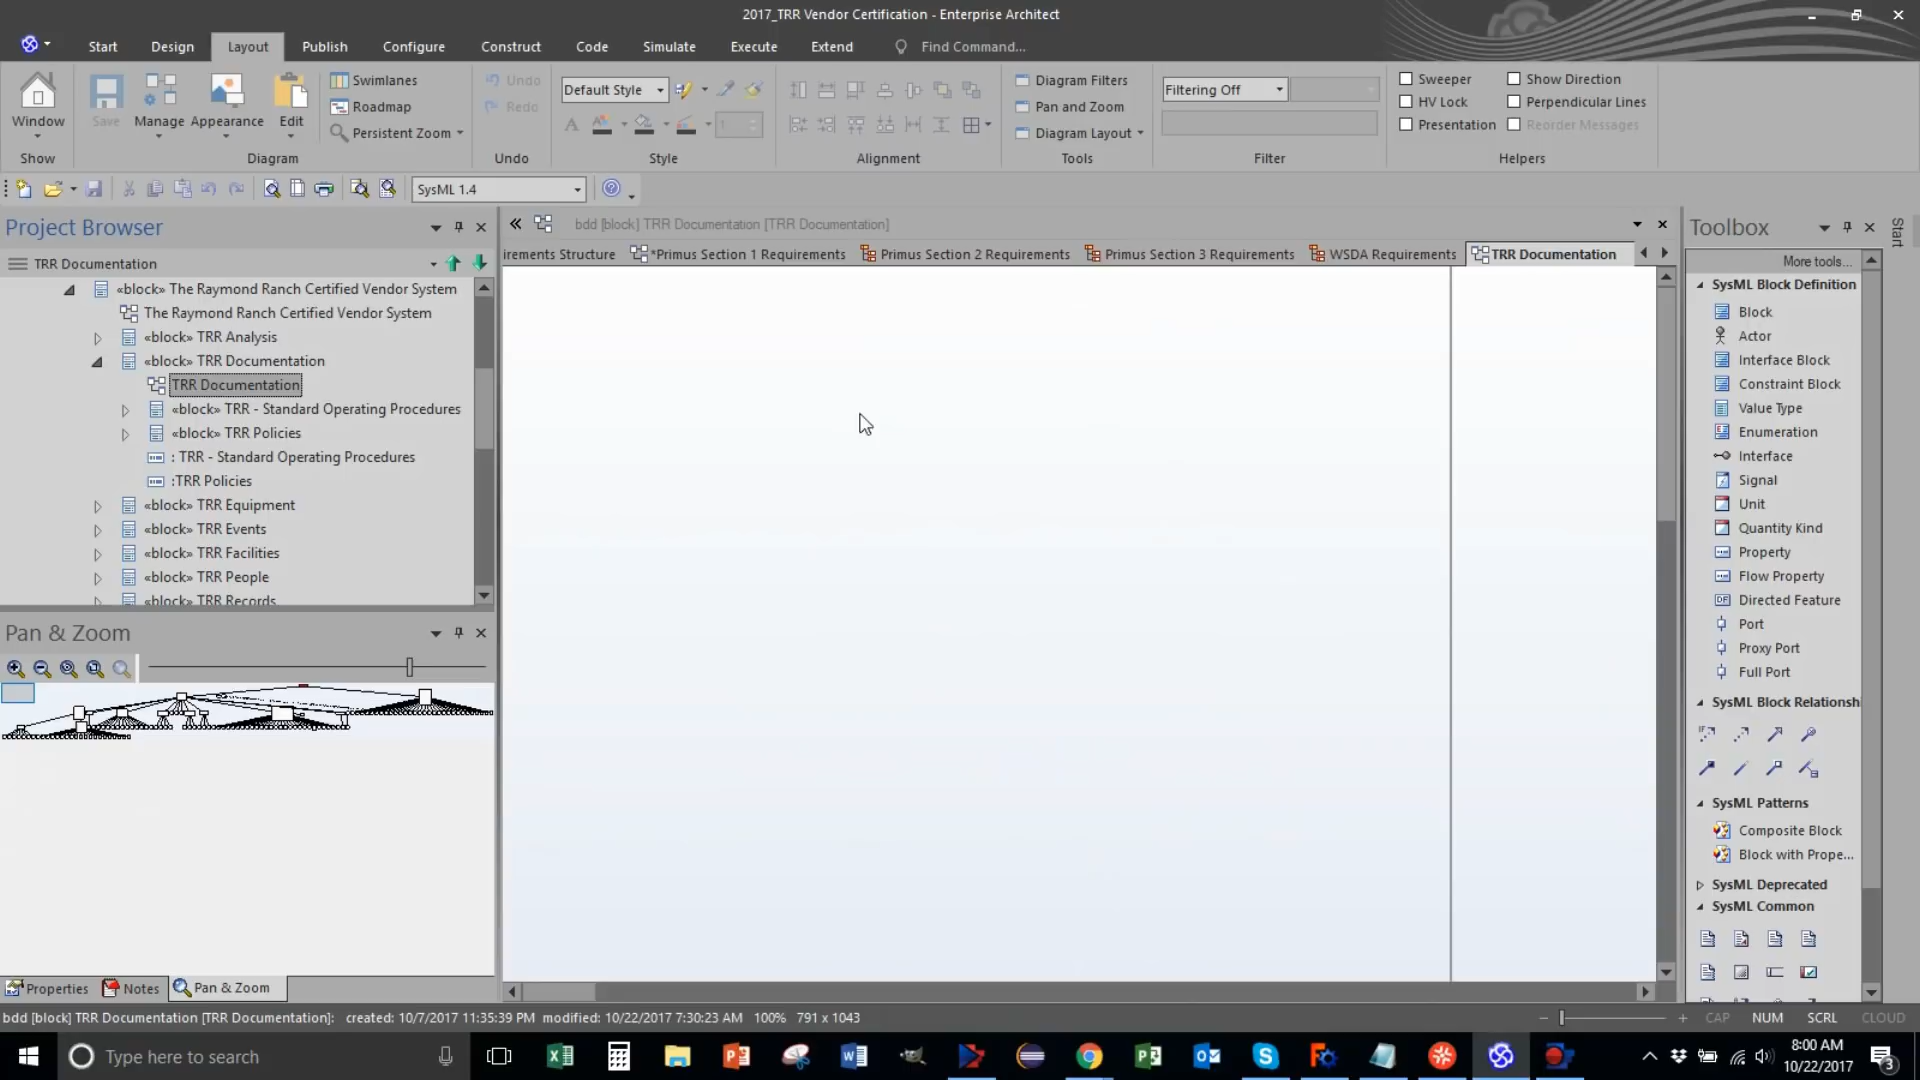 2017_TRR Vendor Certification - Enterprise Architect
Start Design Layout Publish Configure Construct Code Simulate Execute Extend Find Command...
Window Save Manage Appearance Edit
Swimlanes
Roadmap
Persistent Zoom
Undo
Redo
Default Style
Diagram Filters
Pan and Zoom
Diagram Layout
Filtering Off
Sweeper Show Direction
HV Lock Perpendicular Lines
Presentation Reorder Messages
Show Diagram Undo Style Alignment Tools Filter Helpers
SysML 1.4
Project Browser
TRR Documentation
«block» The Raymond Ranch Certified Vendor System
The Raymond Ranch Certified Vendor System
«block» TRR Analysis
«block» TRR Documentation
TRR Documentation
«block» TRR - Standard Operating Procedures
«block» TRR Policies
: TRR - Standard Operating Procedures
:TRR Policies
«block» TRR Equipment
«block» TRR Events
«block» TRR Facilities
«block» TRR People
«block» TRR Records
Pan & Zoom
Properties Notes Pan & Zoom
bdd [block] TRR Documentation [TRR Documentation]
irements Structure *Primus Section 1 Requirements Primus Section 2 Requirements Primus Section 3 Requirements WSDA Requirements TRR Documentation
Toolbox
Start
More tools...
SysML Block Definition
Block
Actor
Interface Block
Constraint Block
Value Type
Enumeration
Interface
Signal
Unit
Quantity Kind
Property
Flow Property
Directed Feature
Port
Proxy Port
Full Port
SysML Block Relationsh
SysML Patterns
Composite Block
Block with Prope...
SysML Deprecated
SysML Common
bdd [block] TRR Documentation [TRR Documentation]: created: 10/7/2017 11:35:39 PM modified: 10/22/2017 7:30:23 AM 100% 791 x 1043
CAP NUM SCRL CLOUD
Type here to search
8:00 AM
10/22/2017
3